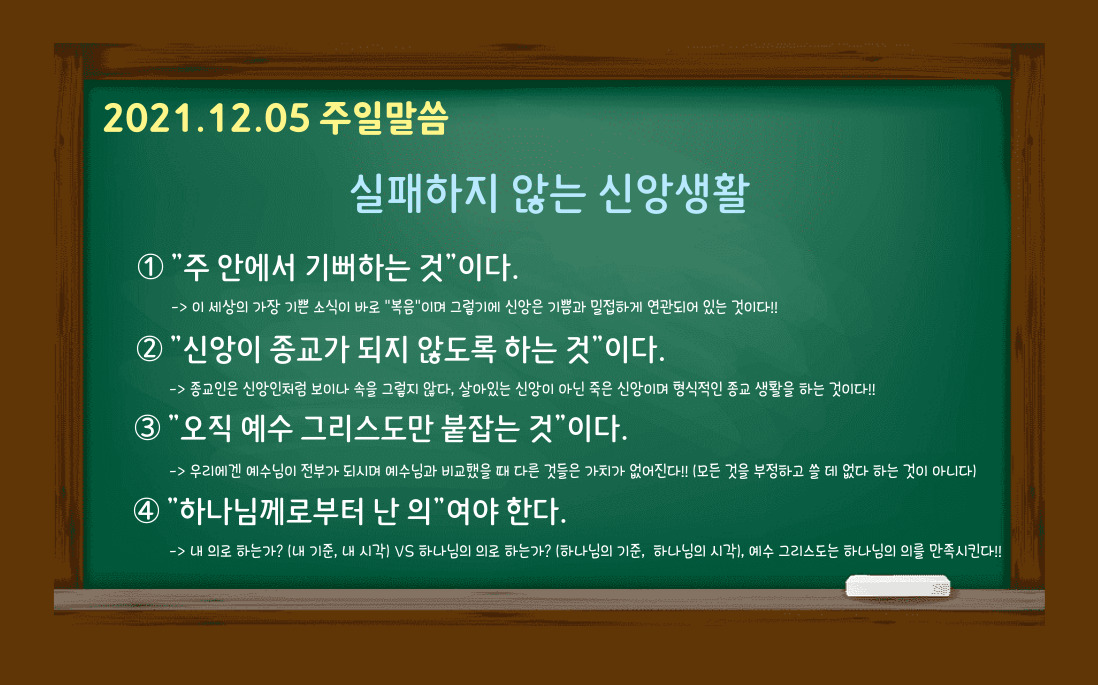 2021.12.05 주일말씀
실패하지 않는 신앙생활
① "주 안에서 기뻐하는 것"이다.
-> 이 세상의 가장 기쁜 소식이 바로 "복음"이며 그렇기에 신앙은 기쁨과 밀접하게 연관되어 있는 것이다!!
② "신앙이 종교가 되지 않도록 하는 것"이다.
-> 종교인은 신앙인처럼 보이나 속을 그렇지 않다, 살아있는 신앙이 아닌 죽은 신앙이며 형식적인 종교 생활을 하는 것이다!!
③ "오직 예수 그리스도만 붙잡는 것"이다.
-> 우리에겐 예수님이 전부가 되시며 예수님과 비교했을 때 다른 것들은 가치가 없어진다!! (모든 것을 부정하고 쓸 데 없다 하는 것이 아니다)
④ "하나님께로부터 난 의"여야 한다.
-> 내 의로 하는가? (내 기준, 내 시각) VS 하나님의 의로 하는가? (하나님의 기준, 하나님의 시각), 예수 그리스도는 하나님의 의를 만족시킨다!!